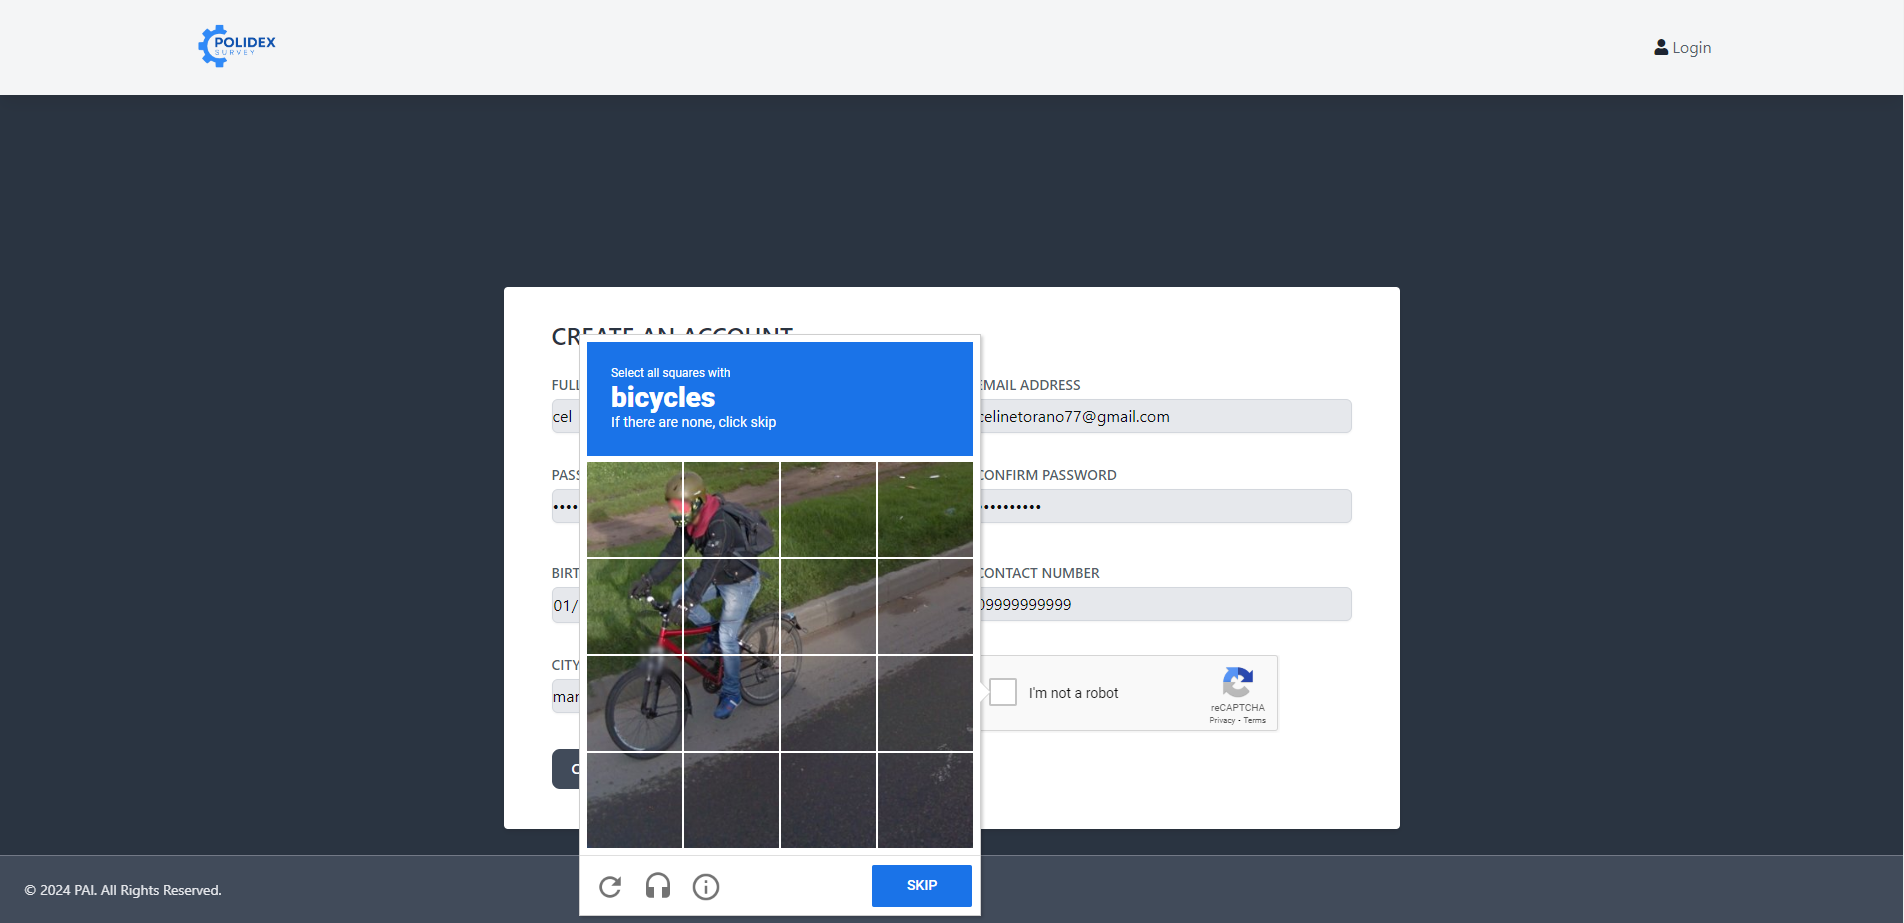 POLIDEX
SURVEY
Login
CREATE AN ACCOUNT
FULL
EMAIL ADDRESS
cel
celinetorano77@gmail.com
Select all squares with
bicycles
If there are none, click skip
PASS
CONFIRM PASSWORD
••••
••••••••••
BIRT
CONTACT NUMBER
01/
09999999999
CITY
I'm not a robot
reCAPTCHA
Privacy - Terms
C
SKIP
© 2024 PAI. All Rights Reserved.